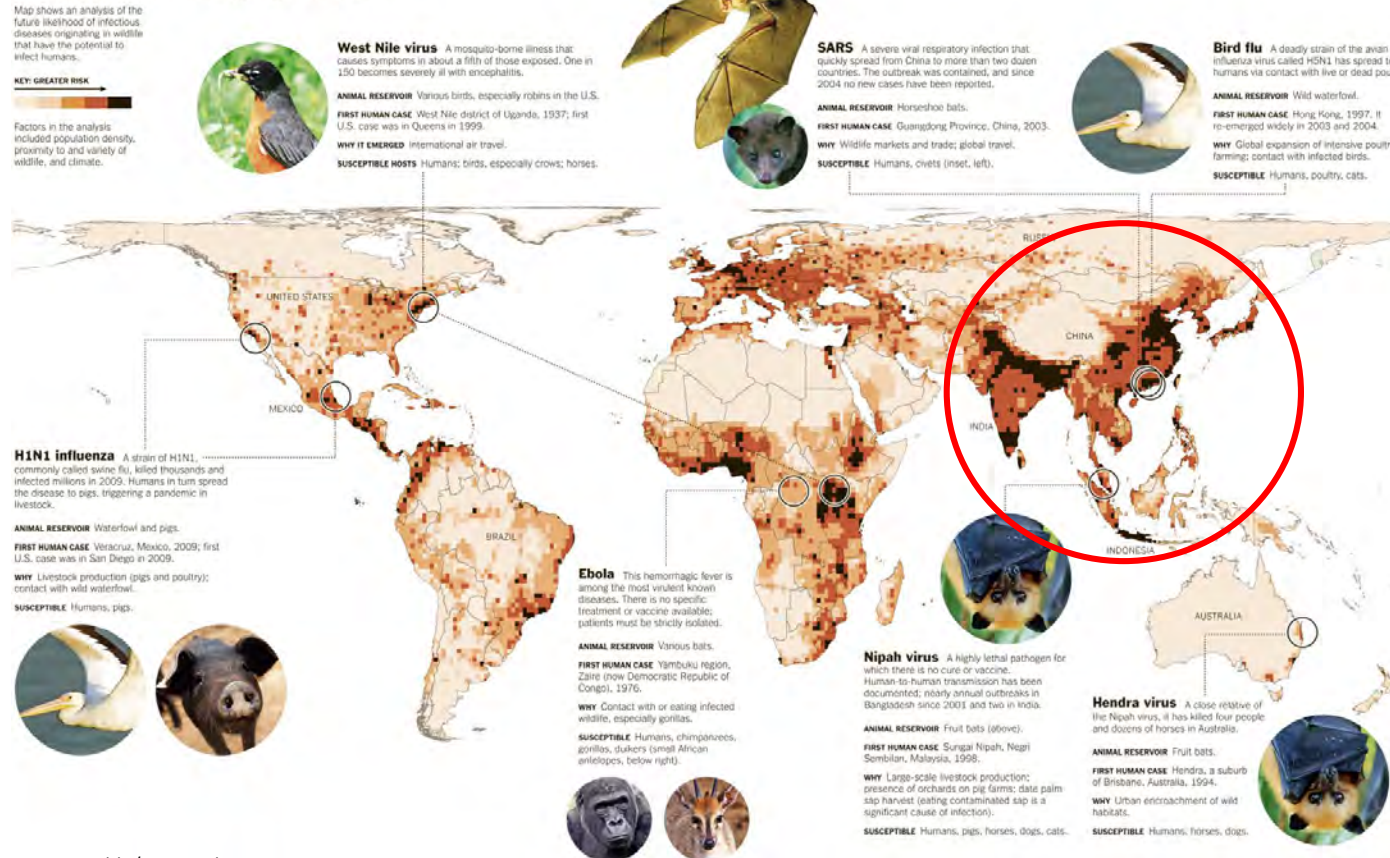 Map shows an analysis of the
future likelihood of infectious
diseases originating in wildlife
that have the potential to
infect humans.
KEY: GREATER RISK
Factors in the analysis
included population density,
proximity to and variety of
wildlife, and climate.
West Nile virus A mosquito-borne illness that
causes symptoms in about a fifth of those exposed. One in
150 becomes severely ill with encephalitis.
ANIMAL RESERVOIR Various birds, especially robins in the U.S.
FIRST HUMAN CASE West Nile district of Uganda, 1937; first
U.S. case was in Queens in 1999.
WHY IT EMERGED International air travel.
SUSCEPTIBLE HOSTS Humans; birds, especially crows; horses.
SARS A severe viral respiratory infection that
quickly spread from China to more than two dozen
countries. The outbreak was contained, and since
2004 no new cases have been reported.
ANIMAL RESERVOIR Horseshoe bats.
FIRST HUMAN CASE Guangdong Province, China, 2003.
WHY Wildlife markets and trade; global travel.
SUSCEPTIBLE Humans, civets (inset, left).
Bird flu A deadly strain of the avian
influenza virus called H5N1 has spread to
humans via contact with live or dead pou
ANIMAL RESERVOIR Wild waterfowl.
FIRST HUMAN CASE Hong Kong, 1997. It
re-emerged widely in 2003 and 2004.
WHY Global expansion of intensive poultr
farming; contact with infected birds.
SUSCEPTIBLE Humans, poultry, cats.
RUSSIA
UNITED STATES
CHINA
MEXICO
INDIA
BRAZIL
INDONESIA
AUSTRALIA
H1N1 influenza A strain of H1N1,
commonly called swine flu, killed thousands and
infected millions in 2009. Humans in turn spread
the disease to pigs, triggering a pandemic in
livestock.
ANIMAL RESERVOIR Waterfowl and pigs.
FIRST HUMAN CASE Veracruz, Mexico, 2009; first
U.S. case was in San Diego in 2009.
WHY Livestock production (pigs and poultry);
contact with wild waterfowl.
SUSCEPTIBLE Humans, pigs.
Ebola This hemorrhagic fever is
among the most virulent known
diseases. There is no specific
treatment or vaccine available;
patients must be strictly isolated.
ANIMAL RESERVOIR Various bats.
FIRST HUMAN CASE Yambuku region,
Zaire (now Democratic Republic of
Congo), 1976.
WHY Contact with or eating infected
wildlife, especially gorillas.
SUSCEPTIBLE Humans, chimpanzees,
gorillas, duikers (small African
antelopes, below right).
Nipah virus A highly lethal pathogen for
which there is no cure or vaccine.
Human-to-human transmission has been
documented; nearly annual outbreaks in
Bangladesh since 2001 and two in India.
ANIMAL RESERVOIR Fruit bats (above).
FIRST HUMAN CASE Sungai Nipah, Negri
Sembilan, Malaysia, 1998.
WHY Large-scale livestock production;
presence of orchards on pig farms; date palm
sap harvest (eating contaminated sap is a
significant cause of infection).
SUSCEPTIBLE Humans, pigs, horses, dogs, cats.
Hendra virus A close relative of
the Nipah virus, it has killed four people
and dozens of horses in Australia.
ANIMAL RESERVOIR Fruit bats.
FIRST HUMAN CASE Hendra, a suburb
of Brisbane, Australia, 1994.
WHY Urban encroachment of wild
habitats.
SUSCEPTIBLE Humans, horses, dogs.